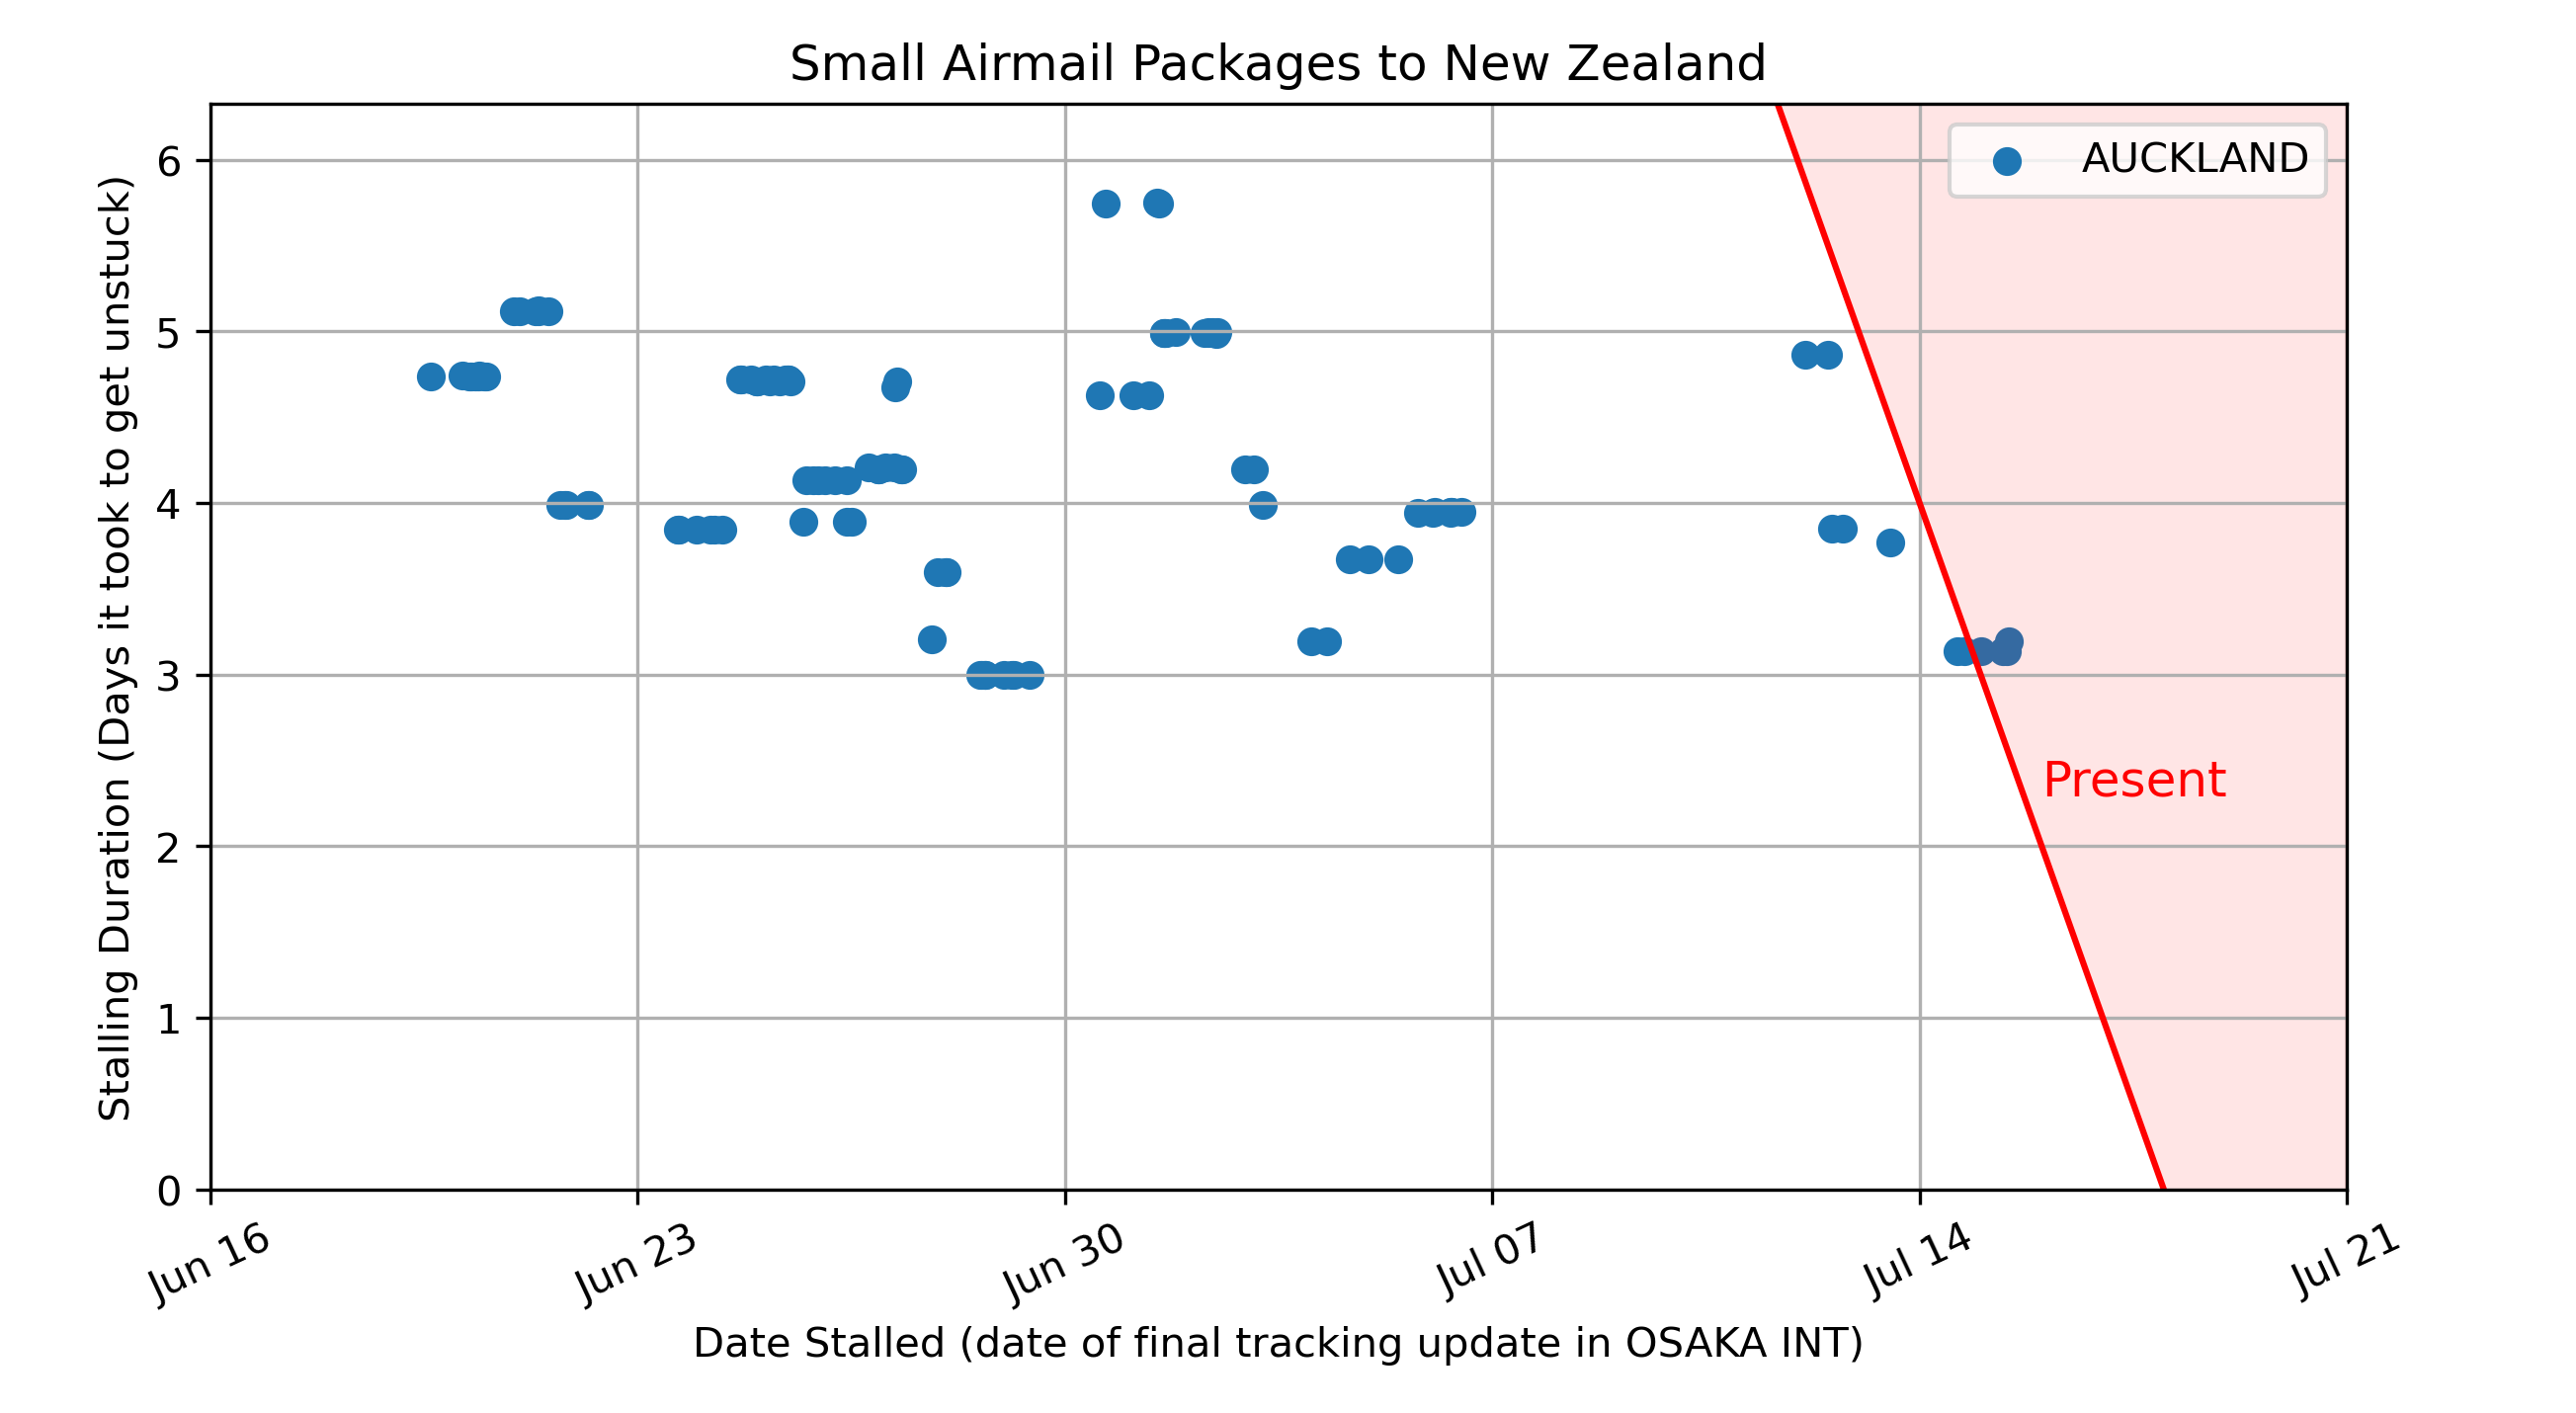 Small Airmail Packages to New Zealand
Stalling Duration (Days it took to get unstuck)
6
5
4
3
2
1
0
AUCKLAND
Present
Jun 16
Jun 23
Jun 30
Jul 07
Jul 14
Jul 21
Date Stalled (date of final tracking update in OSAKA INT)